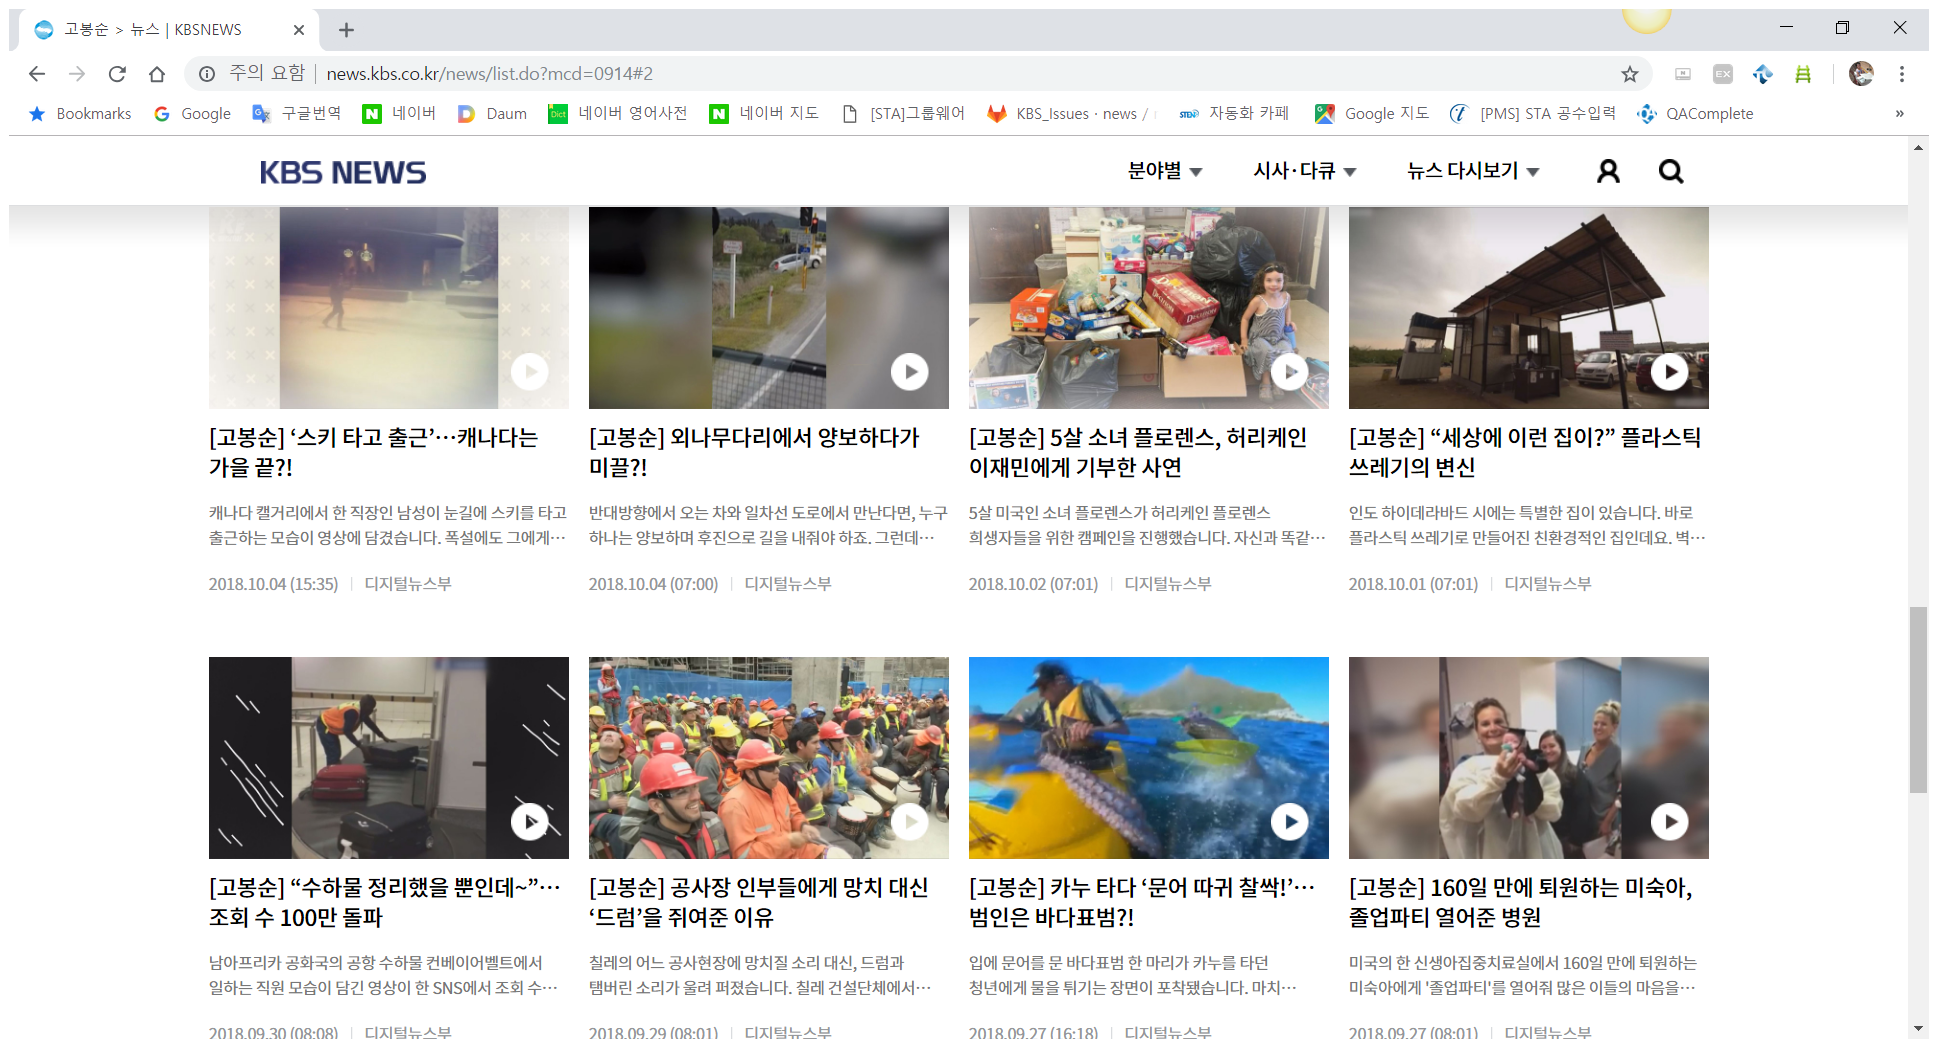 고봉순 > 뉴스 | KBSNEWS
주의 요함 | news.kbs.co.kr/news/list.do?mcd=0914#2
EX
Bookmarks Google 구글번역 네이버 Daum 네이버 영어사전 네이버 지도 [STA]그룹웨어 KBS_Issues · news / 자동화 카페 Google 지도 [PMS] STA 공수입력 QAComplete »
KBS NEWS 분야별 시사·다큐 뉴스 다시보기
[고봉순] ‘스키 타고 출근’…캐나다는
가을 끝?!
캐나다 캘거리에서 한 직장인 남성이 눈길에 스키를 타고
출근하는 모습이 영상에 담겼습니다. 폭설에도 그에게…
2018.10.04 (15:35) | 디지털뉴스부
[고봉순] 외나무다리에서 양보하다가
미끌?!
반대방향에서 오는 차와 일차선 도로에서 만난다면, 누구
하나는 양보하며 후진으로 길을 내줘야 하죠. 그런데…
2018.10.04 (07:00) | 디지털뉴스부
[고봉순] 5살 소녀 플로렌스, 허리케인
이재민에게 기부한 사연
5살 미국인 소녀 플로렌스가 허리케인 플로렌스
희생자들을 위한 캠페인을 진행했습니다. 자신과 똑같…
2018.10.02 (07:01) | 디지털뉴스부
[고봉순] “세상에 이런 집이?” 플라스틱
쓰레기의 변신
인도 하이데라바드 시에는 특별한 집이 있습니다. 바로
플라스틱 쓰레기로 만들어진 친환경적인 집인데요. 벽…
2018.10.01 (07:01) | 디지털뉴스부
[고봉순] “수하물 정리했을 뿐인데~”…
조회 수 100만 돌파
남아프리카 공화국의 공항 수하물 컨베이어벨트에서
일하는 직원 모습이 담긴 영상이 한 SNS에서 조회 수…
2018.09.30 (08:08) | 디지털뉴스부
[고봉순] 공사장 인부들에게 망치 대신
‘드럼’을 쥐여준 이유
칠레의 어느 공사현장에 망치질 소리 대신, 드럼과
탬버린 소리가 울려 퍼졌습니다. 칠레 건설단체에서…
2018.09.29 (08:01) | 디지털뉴스부
[고봉순] 카누 타다 ‘문어 따귀 찰싹!’…
범인은 바다표범?!
입에 문어를 문 바다표범 한 마리가 카누를 타던
청년에게 물을 튀기는 장면이 포착됐습니다. 마치…
2018.09.27 (16:18) | 디지털뉴스부
[고봉순] 160일 만에 퇴원하는 미숙아,
졸업파티 열어준 병원
미국의 한 신생아집중치료실에서 160일 만에 퇴원하는
미숙아에게 '졸업파티'를 열어줘 많은 이들의 마음을…
2018.09.27 (08:01) | 디지털뉴스부